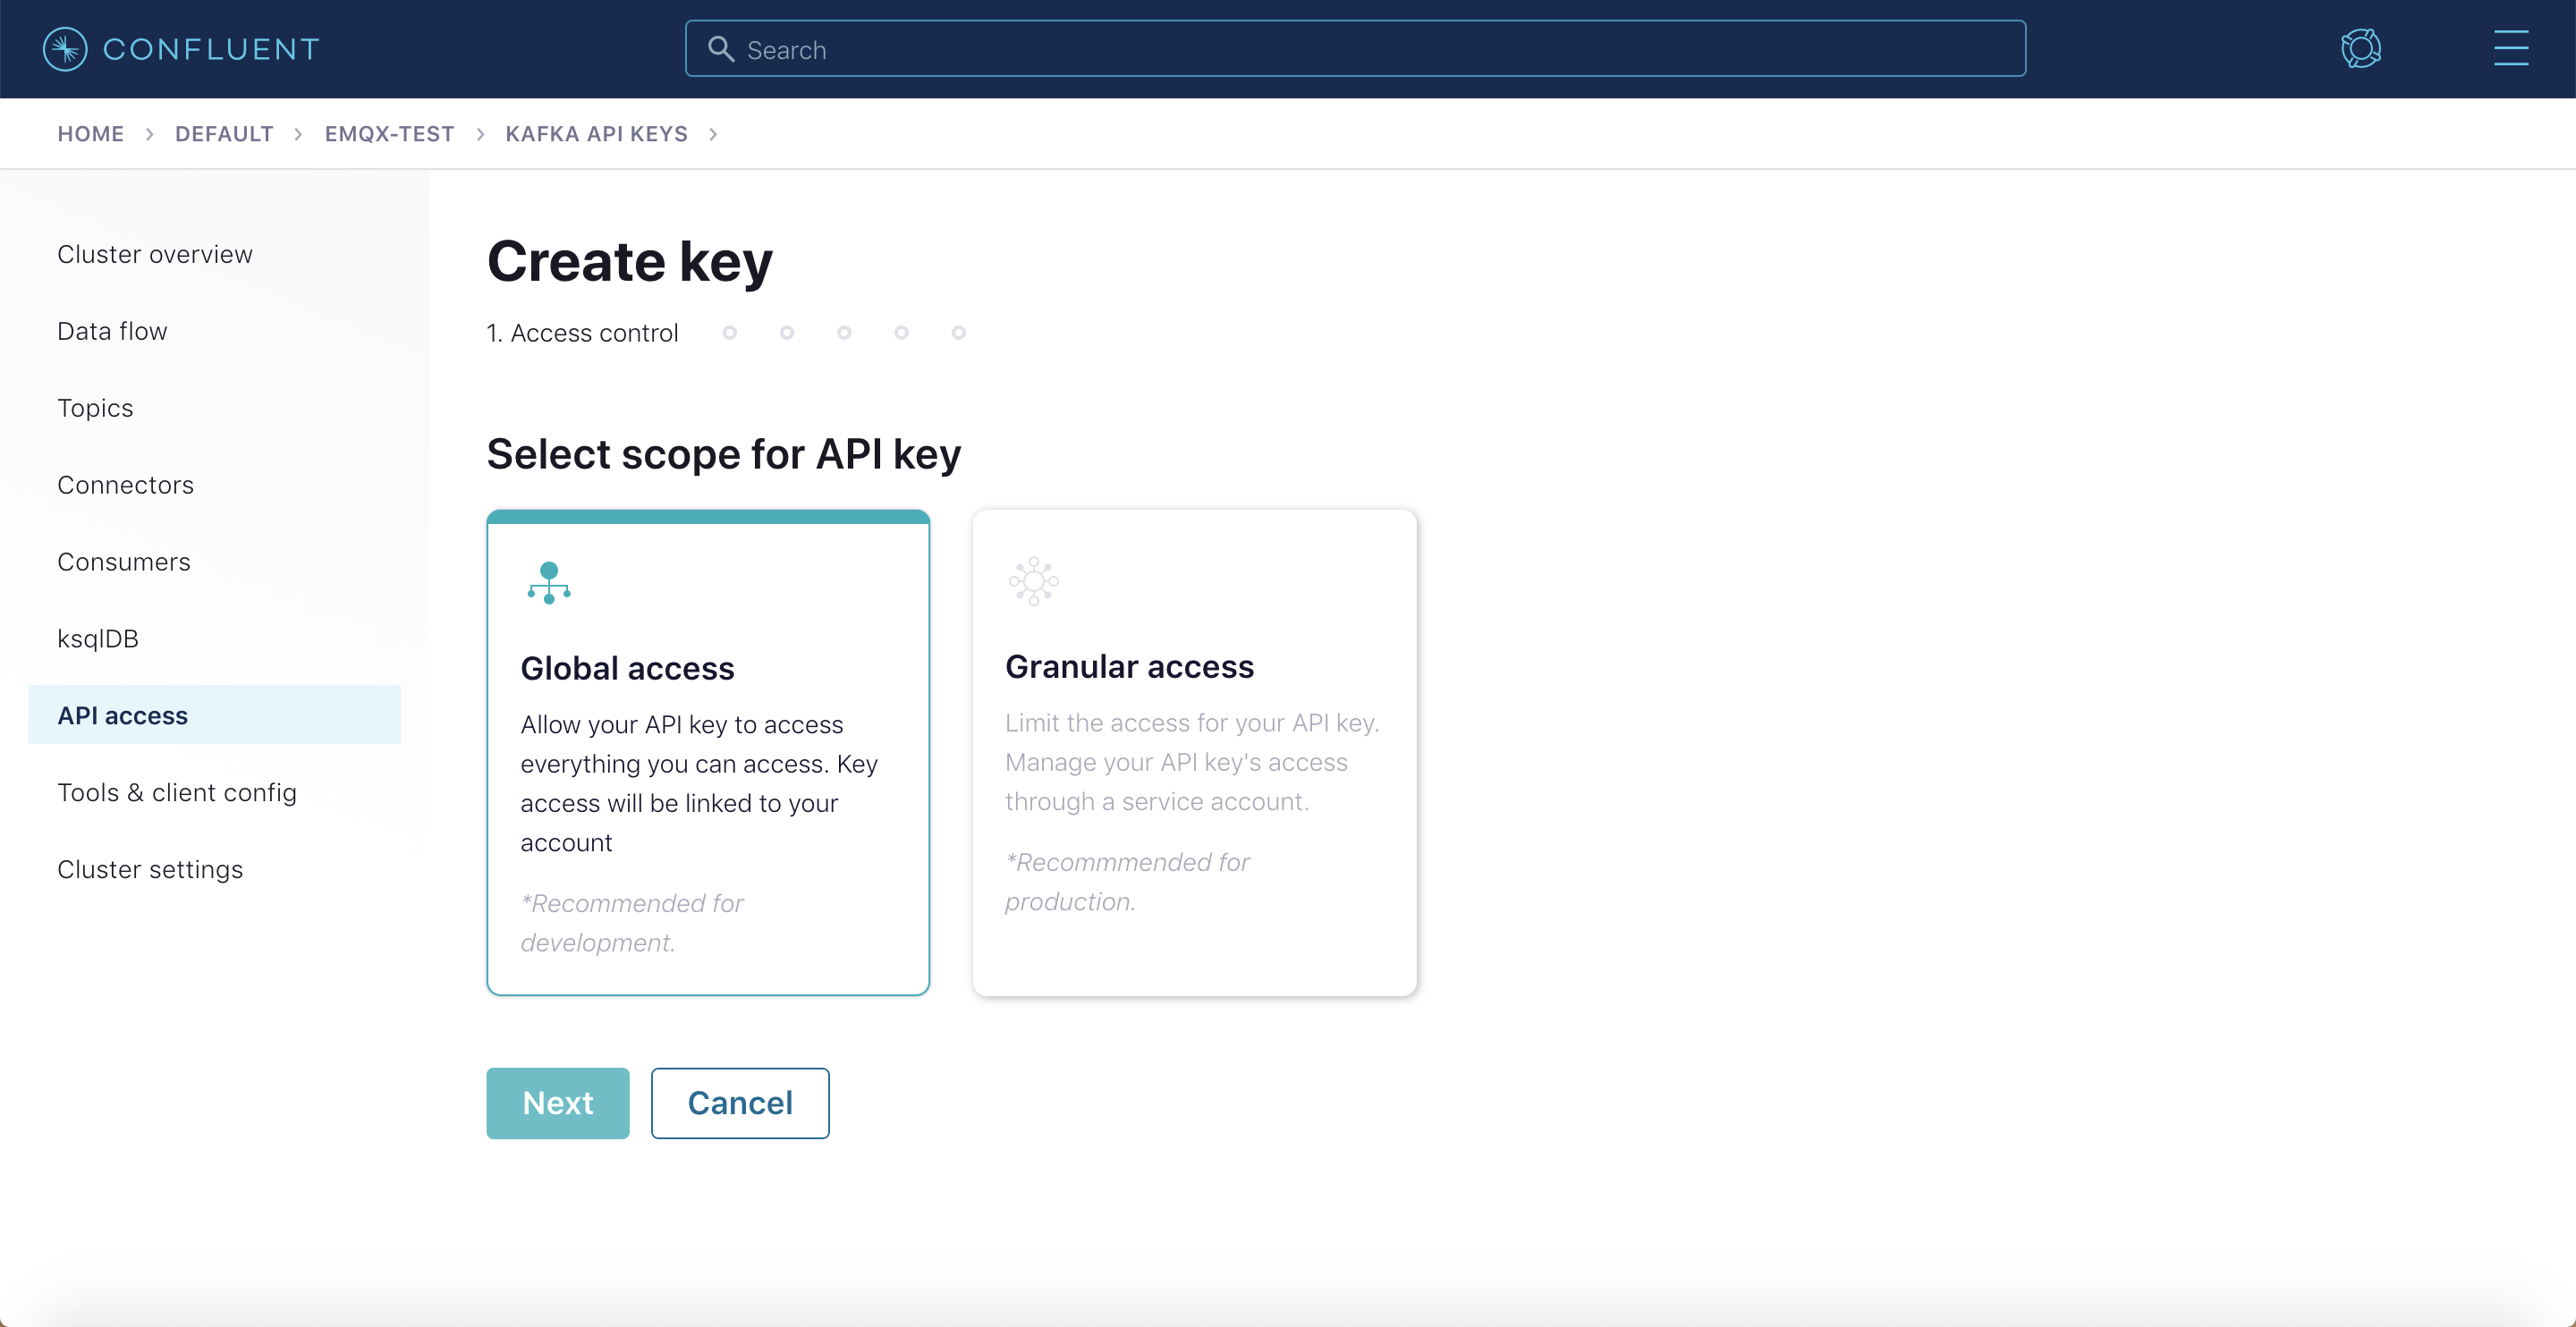 CONFLUENT
Search
HOME > DEFAULT > EMQX-TEST > KAFKA API KEYS >
Cluster overview
Data flow
Topics
Connectors
Consumers
ksqlDB
API access
Tools & client config
Cluster settings
Create key
1. Access control
Select scope for API key
Global access
Allow your API key to access
everything you can access. Key
access will be linked to your
account
*Recommended for
development.
Granular access
Limit the access for your API key.
Manage your API key's access
through a service account.
*Recommmended for
production.
Next
Cancel